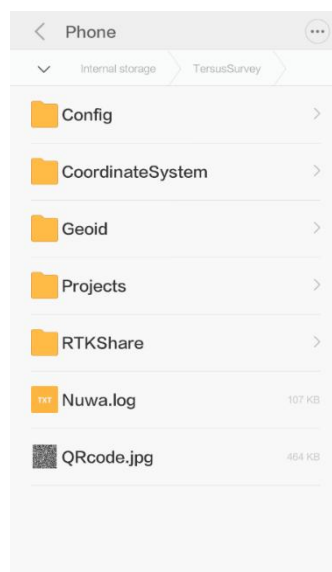 Phone
Internal storage
TersusSurvey
Config
CoordinateSystem
Geoid
Projects
RTKShare
TXT Nuwa.log 107 KB
QRcode.jpg 464 KB